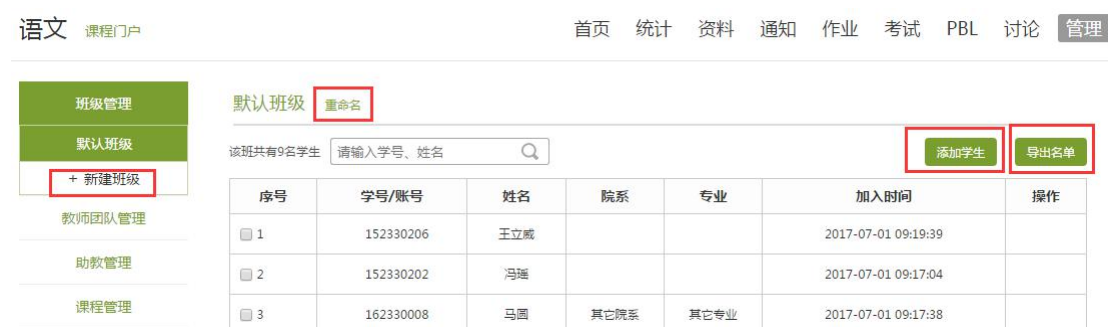 语文 课程门户 首页 统计 资料 通知 作业 考试 PBL 讨论 管理
班级管理
默认班级
+ 新建班级
教师团队管理
助教管理
课程管理
默认班级 重命名
该班共有9名学生 请输入学号、姓名 添加学生 导出名单
序号 学号/账号 姓名 院系 专业 加入时间 操作
1 152330206 王立威 2017-07-01 09:19:39
2 152330202 冯瑶 2017-07-01 09:17:04
3 162330008 马圆 其它院系 其它专业 2017-07-01 09:17:38